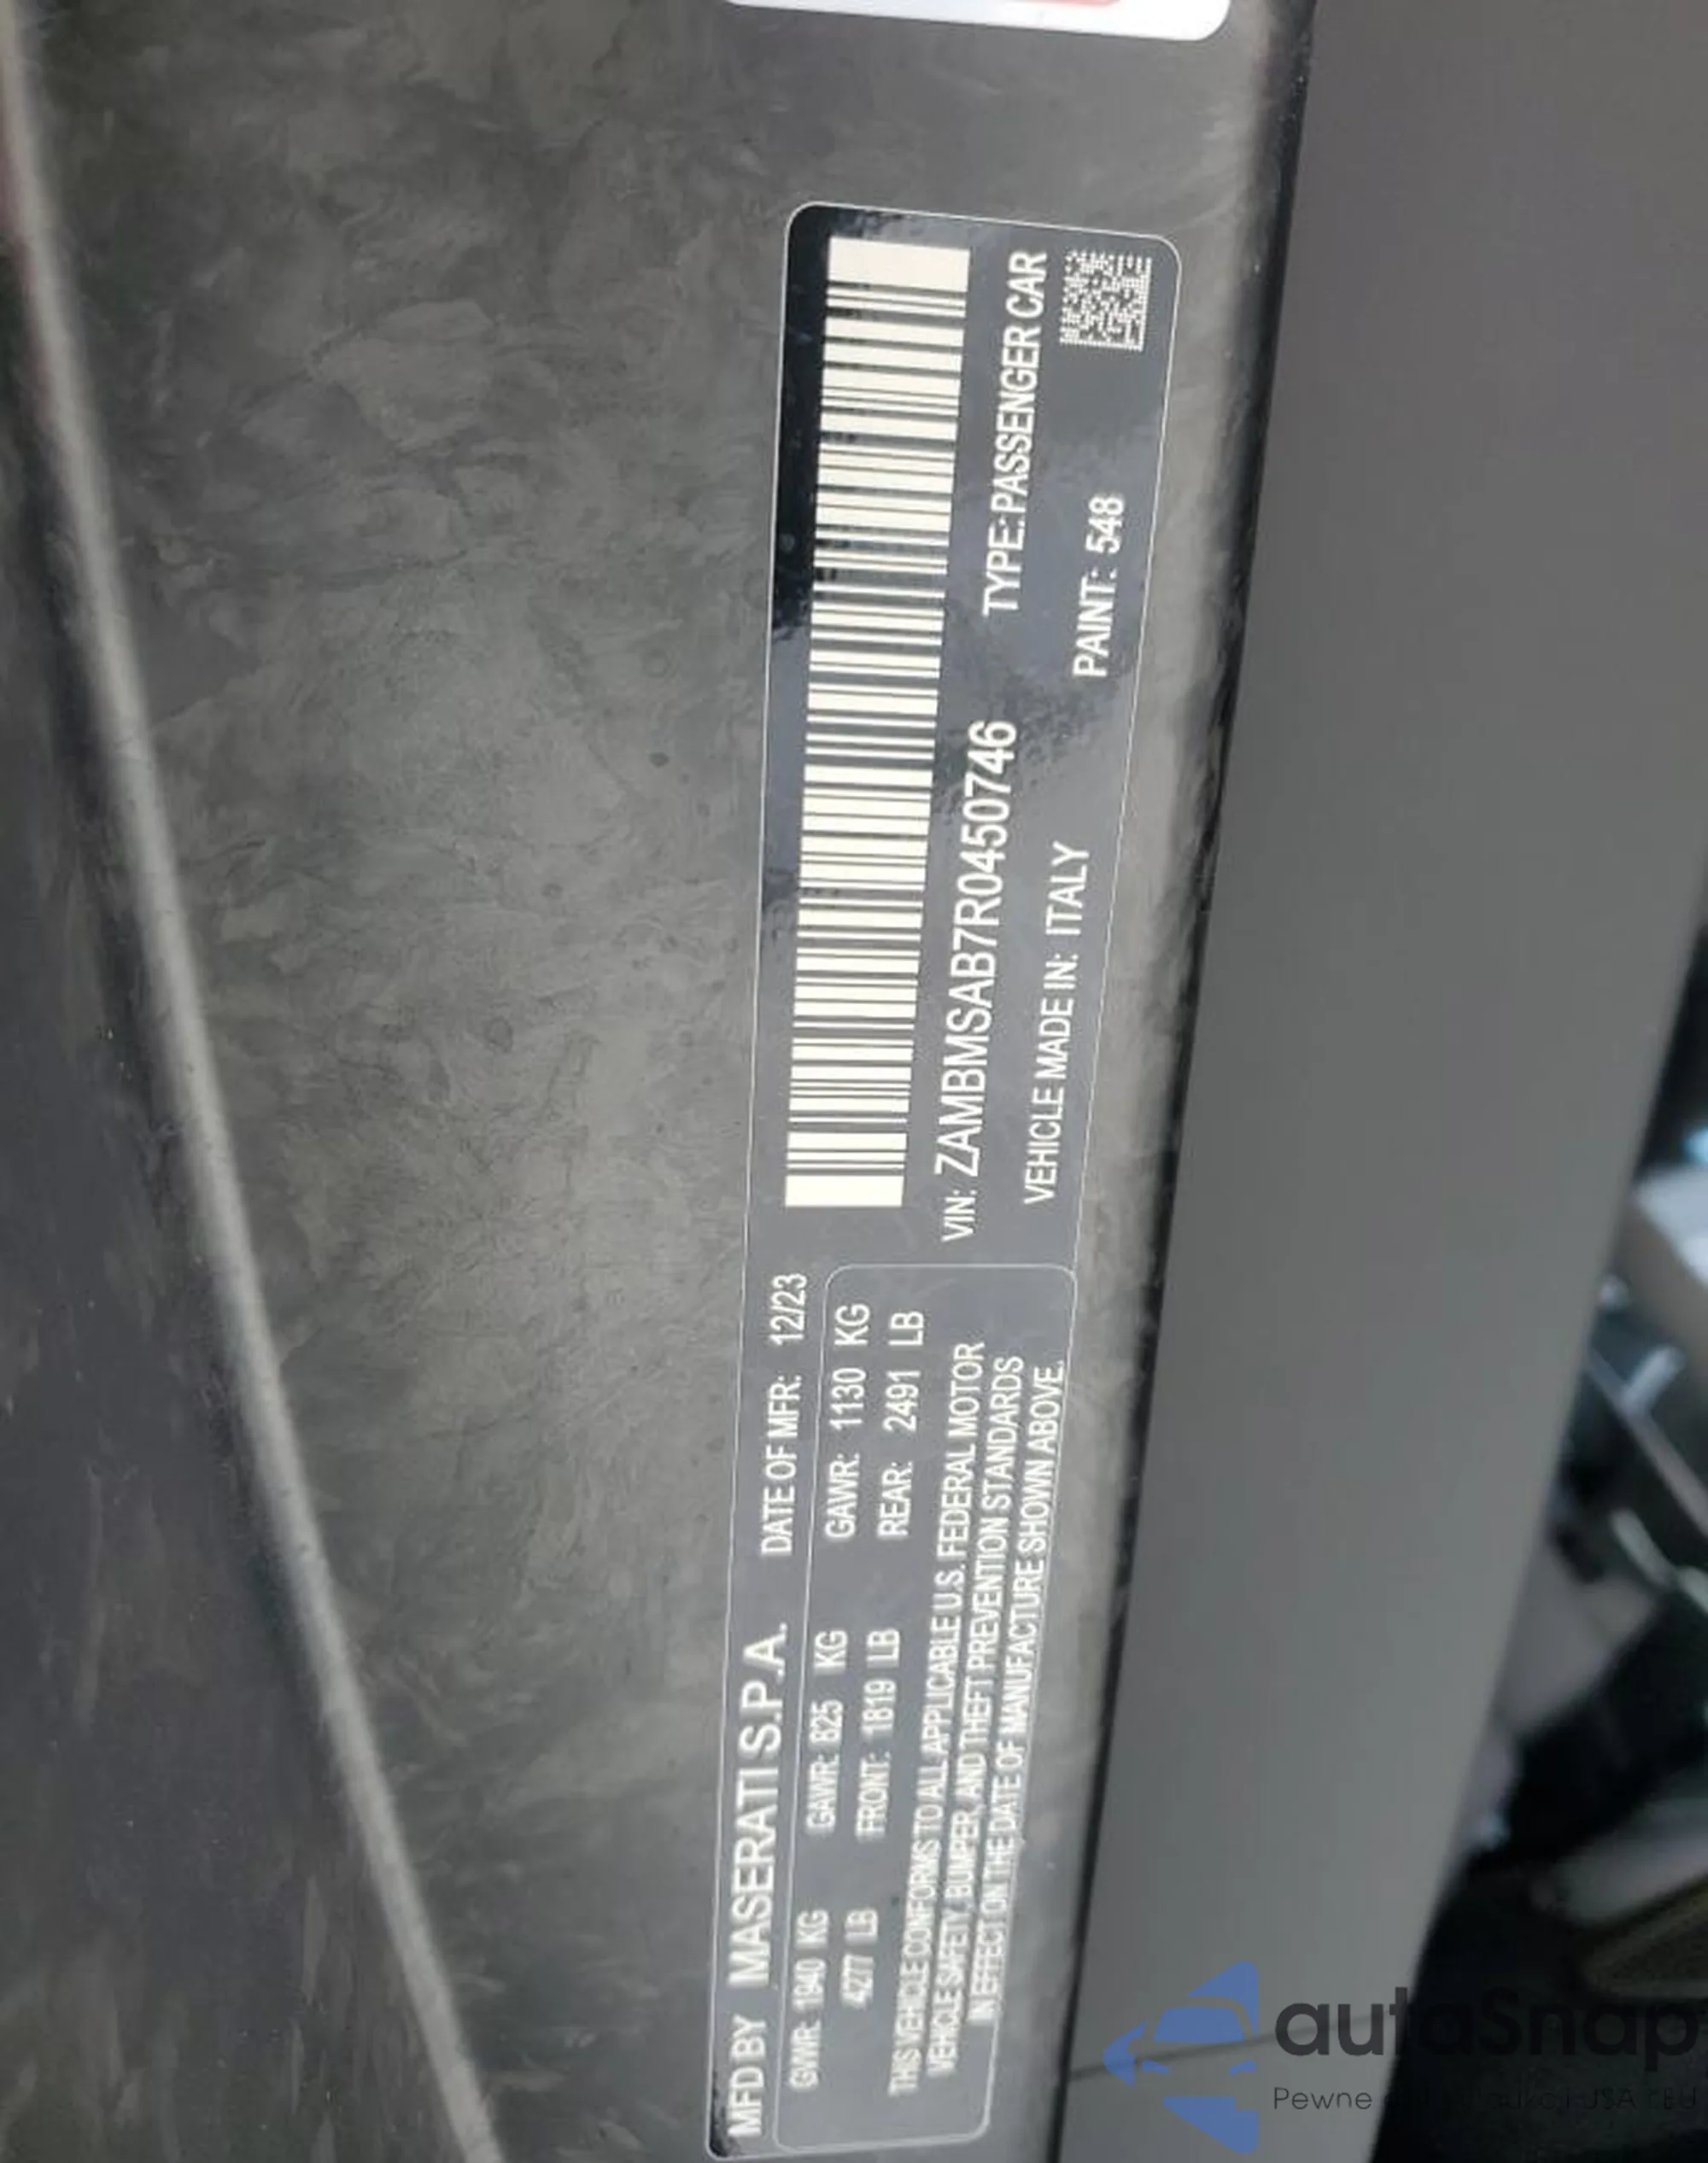 MFD BY MASERATI S.P.A. DATE OF MFR: 12/23
GVWR: 1940 KG GAWR: 825 KG GAWR: 1130 KG
4277 LB FRONT: 1819 LB REAR: 2491 LB
THIS VEHICLE CONFORMS TO ALL APPLICABLE U.S. FEDERAL MOTOR
VEHICLE SAFETY, BUMPER, AND THEFT PREVENTION STANDARDS
IN EFFECT ON THE DATE OF MANUFACTURE SHOWN ABOVE.
VIN: ZAMBMSAB7R0450746 TYPE: PASSENGER CAR
VEHICLE MADE IN: ITALY PAINT: 548
autoSnap
Pewne USA